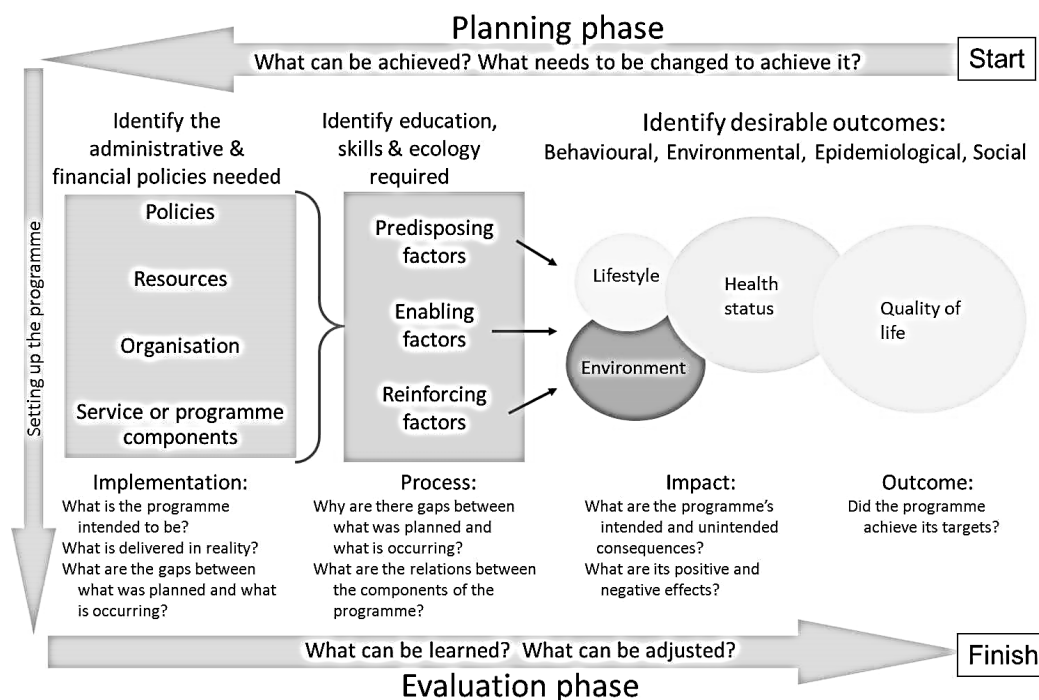 Planning phase
What can be achieved? What needs to be changed to achieve it?
Start
Setting up the programme
Identify the
administrative &
financial policies needed
Policies
Resources
Organisation
Service or programme
components
Identify education,
skills & ecology
required
Predisposing
factors
Enabling
factors
Reinforcing
factors
Identify desirable outcomes:
Behavioural, Environmental, Epidemiological, Social
Lifestyle
Environment
Health
status
Quality of
life
Implementation:
What is the programme
intended to be?
What is delivered in reality?
What are the gaps between
what was planned and what
is occurring?
Process:
Why are there gaps between
what was planned and
what is occurring?
What are the relations between
the components of the
programme?
Impact:
What are the programme's
intended and unintended
consequences?
What are its positive and
negative effects?
Outcome:
Did the programme
achieve its targets?
What can be learned? What can be adjusted?
Finish
Evaluation phase